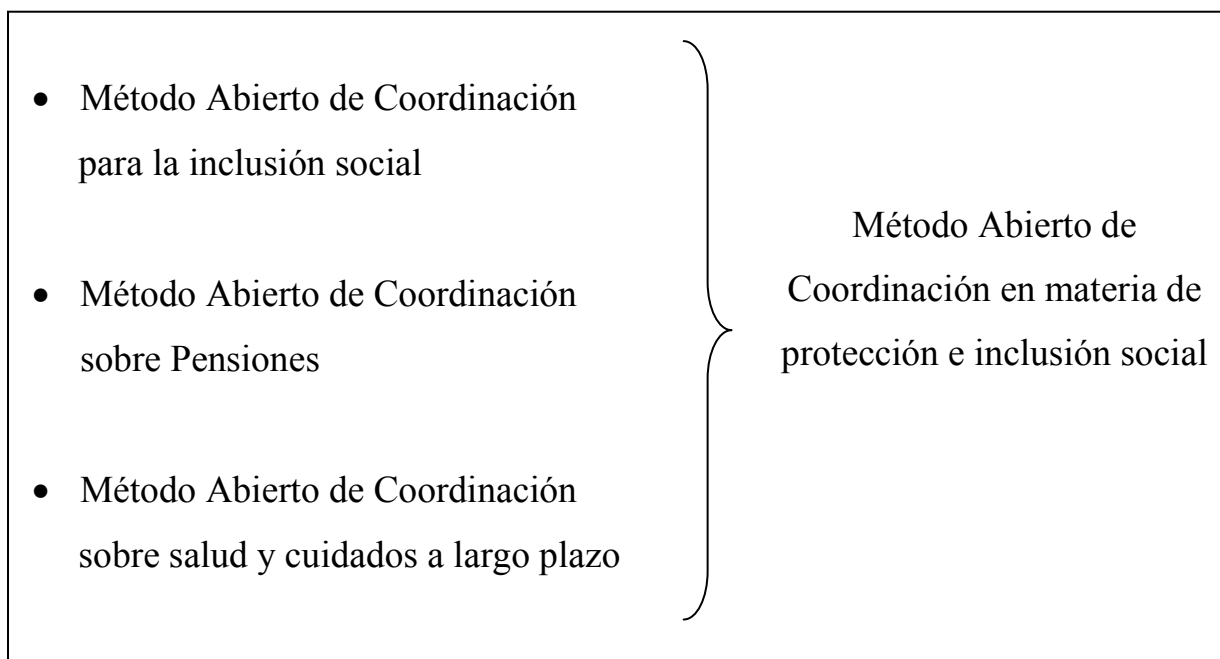 • Método Abierto de Coordinación
para la inclusión social
• Método Abierto de Coordinación
sobre Pensiones
• Método Abierto de Coordinación
sobre salud y cuidados a largo plazo
Método Abierto de
Coordinación en materia de
protección e inclusión social